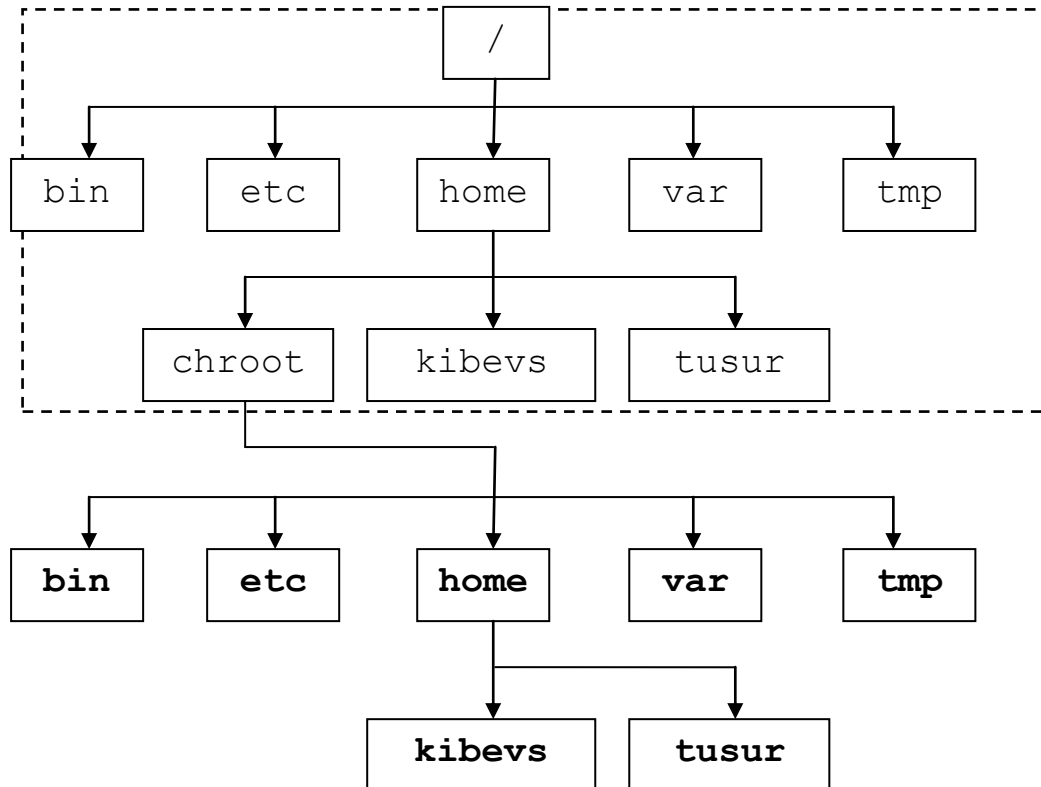 /
bin etc home var tmp
chroot kibevs tusur
bin etc home var tmp
kibevs tusur